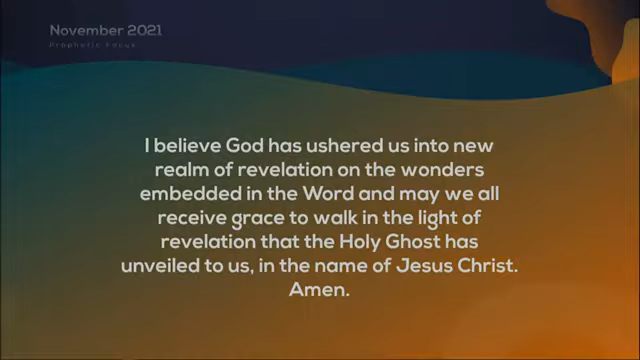 November 2021
Prophetic Focus
I believe God has ushered us into new
realm of revelation on the wonders
embedded in the Word and may we all
receive grace to walk in the light of
revelation that the Holy Ghost has
unveiled to us, in the name of Jesus Christ.
Amen.